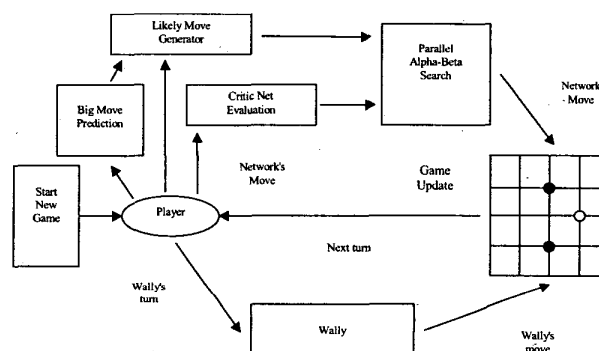 Likely Move
Generator
Parallel
Alpha-Beta
Search
Big Move
Prediction
Critic Net
Evaluation
Network
Move
Start
New
Game
Network's
Move
Game
Update
Player
Next turn
Wally's
turn
Wally
Wally's
move